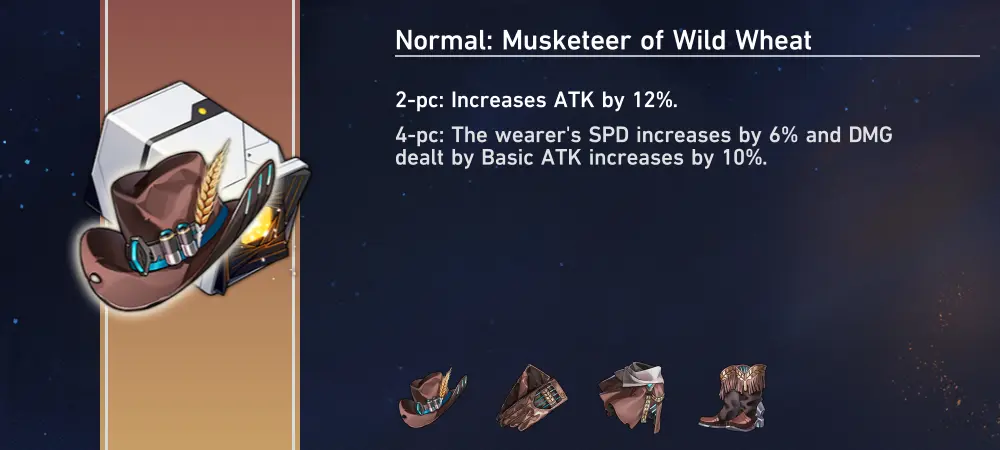 Normal: Musketeer of Wild Wheat
2-pc: Increases ATK by 12%.
4-pc: The wearer's SPD increases by 6% and DMG
dealt by Basic ATK increases by 10%.